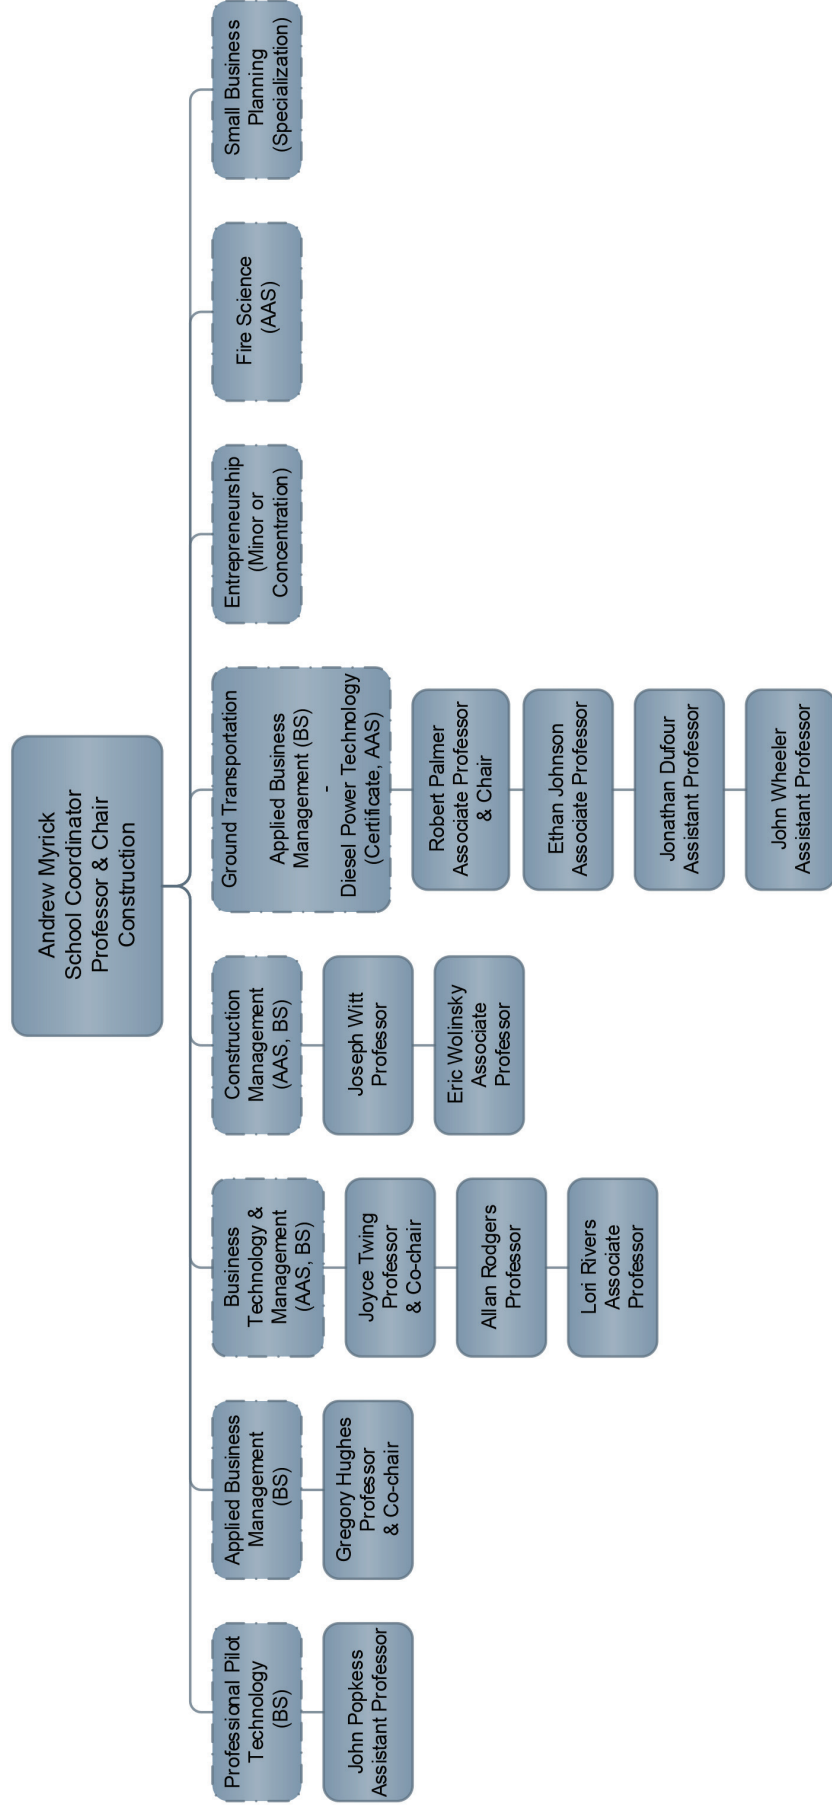 Andrew Myrick
School Coordinator
Professor & Chair
Construction
Professional Pilot
Technology
(BS)
John Popkess
Assistant Professor
Applied Business
Management
(BS)
Gregory Hughes
Professor
& Co-chair
Business
Technology &
Management
(AAS, BS)
Joyce Twing
Professor
& Co-chair
Allan Rodgers
Professor
Lori Rivers
Associate
Professor
Construction
Management
(AAS, BS)
Joseph Witt
Professor
Eric Wolinsky
Associate
Professor
Ground Transportation
Applied Business
Management (BS)
-
Diesel Power Technology
(Certificate, AAS)
Robert Palmer
Associate Professor
& Chair
Ethan Johnson
Associate Professor
Jonathan Dufour
Assistant Professor
John Wheeler
Assistant Professor
Entrepreneurship
(Minor or
Concentration)
Fire Science
(AAS)
Small Business
Planning
(Specialization)